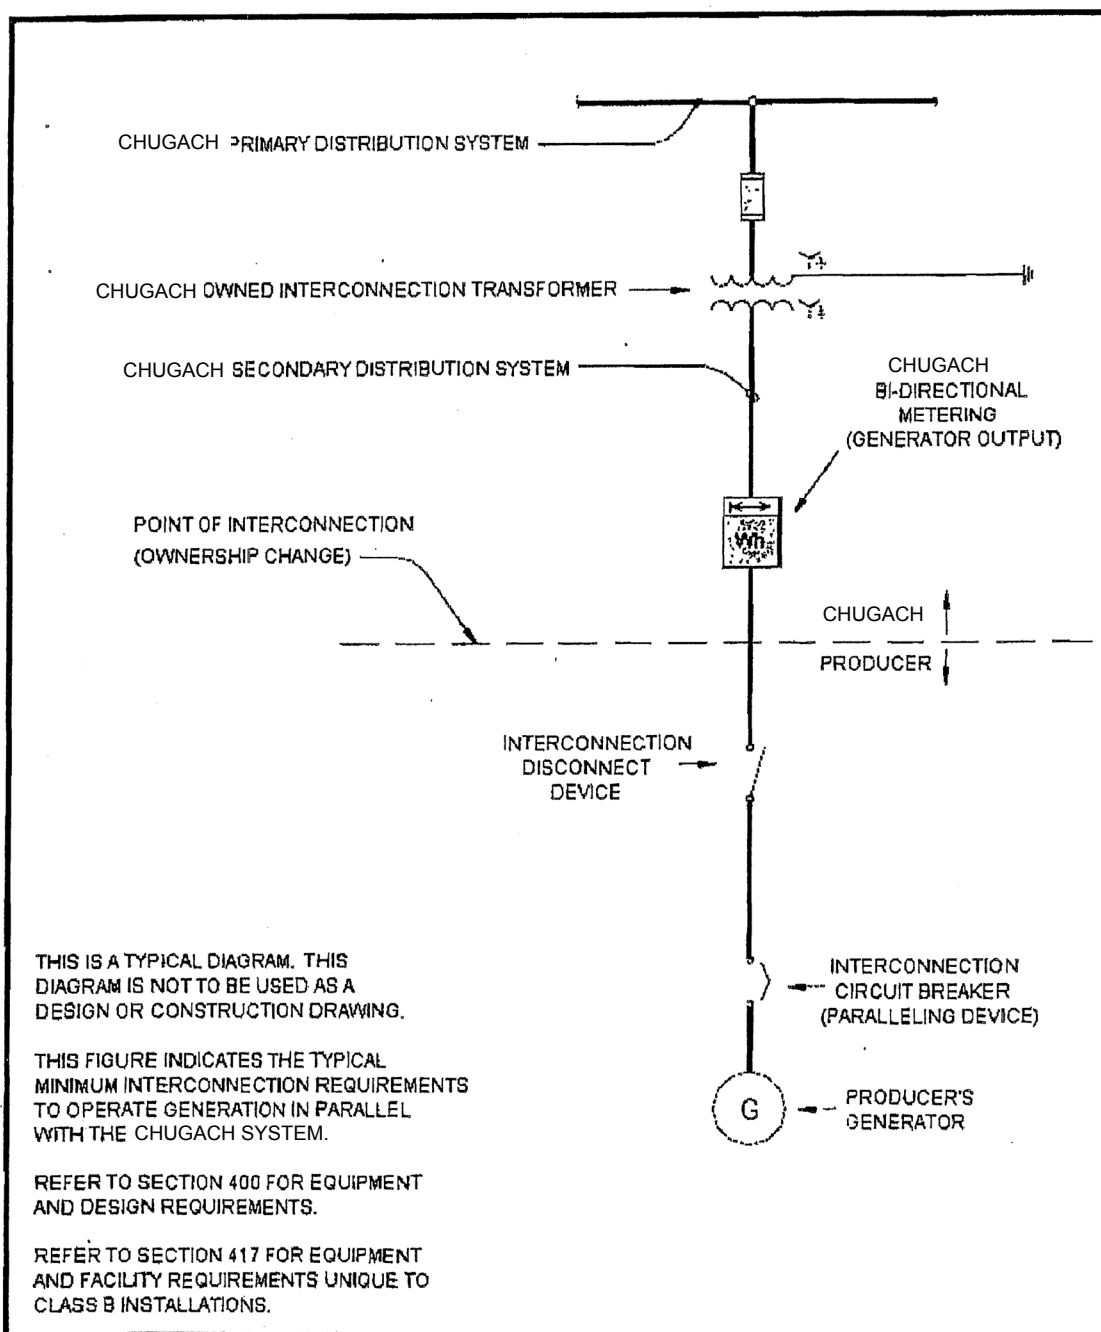 CHUGACH PRIMARY DISTRIBUTION SYSTEM
CHUGACH OWNED INTERCONNECTION TRANSFORMER
CHUGACH SECONDARY DISTRIBUTION SYSTEM
CHUGACH
BI-DIRECTIONAL
METERING
(GENERATOR OUTPUT)
Wh
POINT OF INTERCONNECTION
(OWNERSHIP CHANGE)
CHUGACH
PRODUCER
INTERCONNECTION
DISCONNECT
DEVICE
INTERCONNECTION
CIRCUIT BREAKER
(PARALLELING DEVICE)
G
PRODUCER'S
GENERATOR
THIS IS A TYPICAL DIAGRAM. THIS
DIAGRAM IS NOT TO BE USED AS A
DESIGN OR CONSTRUCTION DRAWING.
THIS FIGURE INDICATES THE TYPICAL
MINIMUM INTERCONNECTION REQUIREMENTS
TO OPERATE GENERATION IN PARALLEL
WITH THE CHUGACH SYSTEM.
REFER TO SECTION 400 FOR EQUIPMENT
AND DESIGN REQUIREMENTS.
REFER TO SECTION 417 FOR EQUIPMENT
AND FACILITY REQUIREMENTS UNIQUE TO
CLASS B INSTALLATIONS.